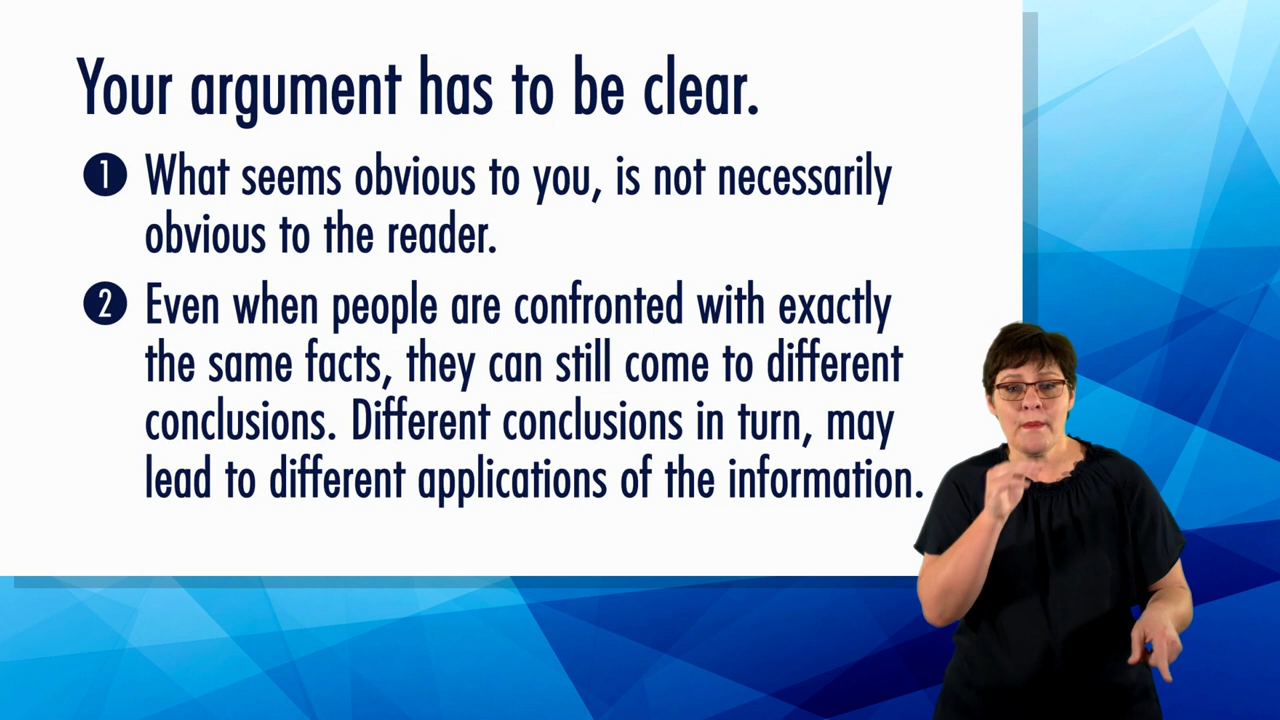 Your argument has to be clear.
1 What seems obvious to you, is not necessarily
obvious to the reader.
2 Even when people are confronted with exactly
the same facts, they can still come to different
conclusions. Different conclusions in turn, may
lead to different applications of the information.